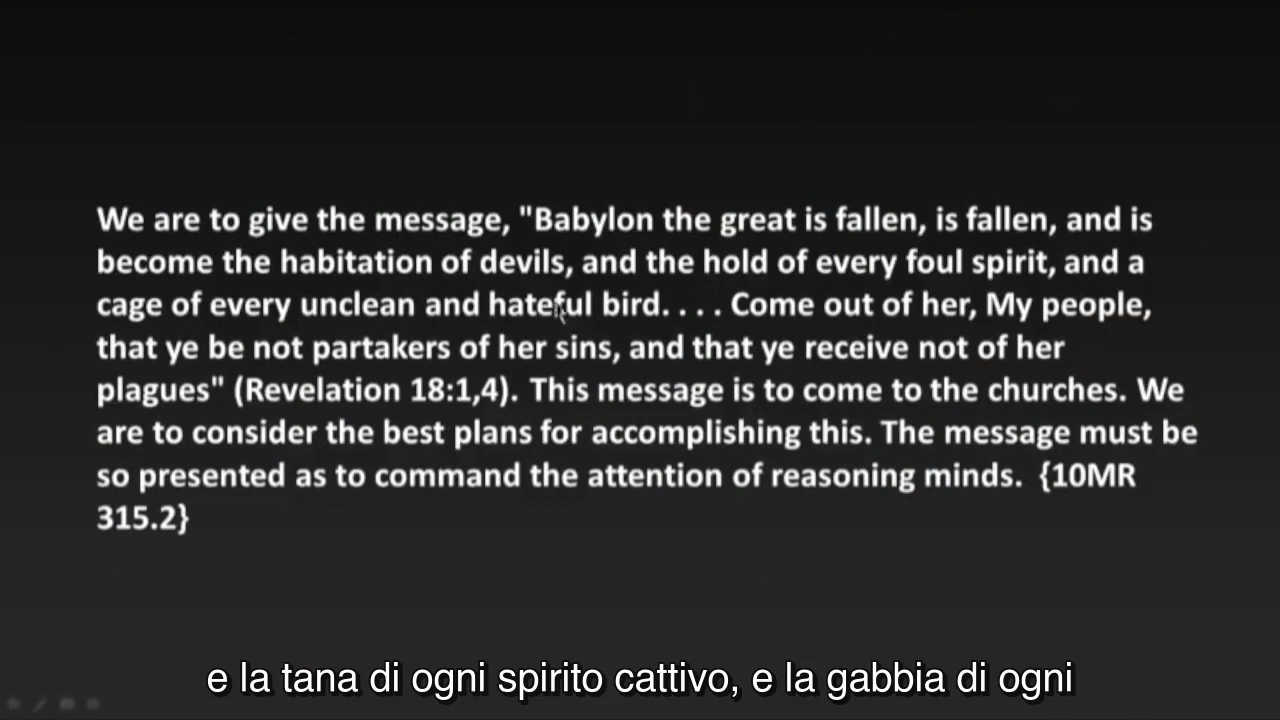 We are to give the message, "Babylon the great is fallen, is fallen, and is
become the habitation of devils, and the hold of every foul spirit, and a
cage of every unclean and hateful bird. . . . Come out of her, My people,
that ye be not partakers of her sins, and that ye receive not of her
plagues" (Revelation 18:1,4). This message is to come to the churches. We
are to consider the best plans for accomplishing this. The message must be
so presented as to command the attention of reasoning minds. {10MR
315.2}
e la tana di ogni spirito cattivo, e la gabbia di ogni